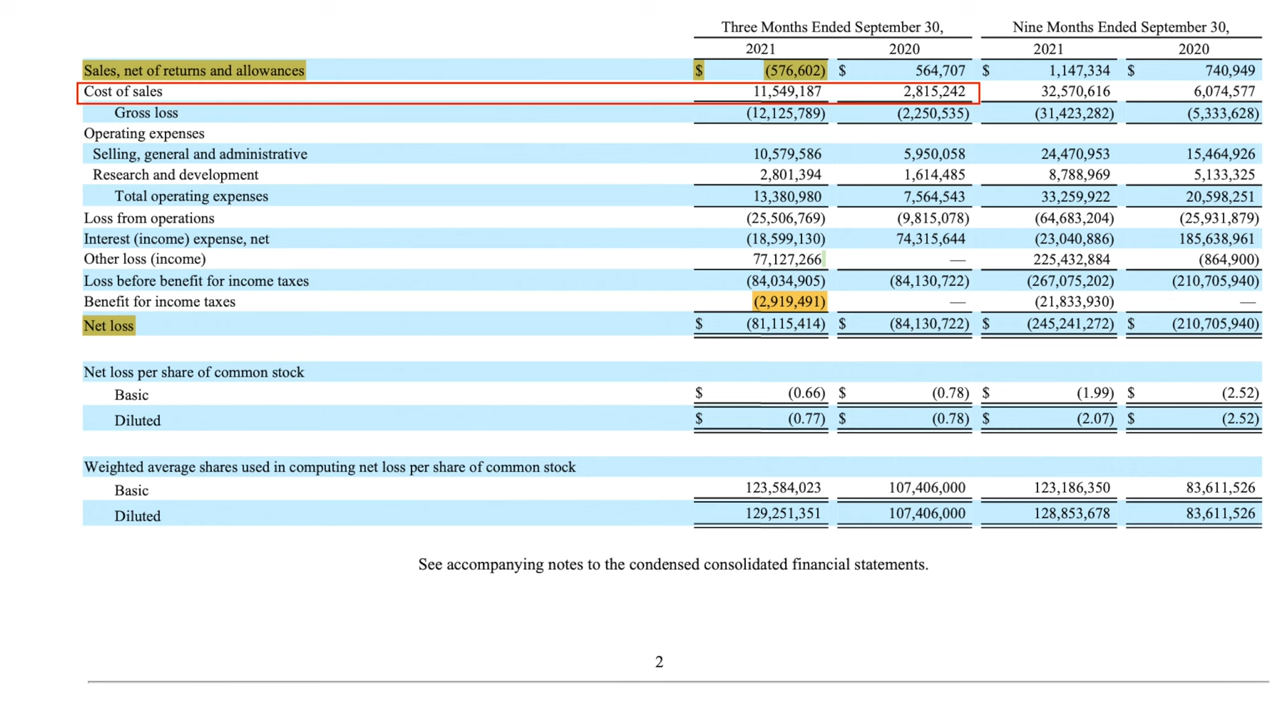 Three Months Ended September 30, Nine Months Ended September 30,
2021 2020 2021 2020
Sales, net of returns and allowances $ (576,602) $ 564,707 $ 1,147,334 $ 740,949
Cost of sales 11,549,187 2,815,242 32,570,616 6,074,577
Gross loss (12,125,789) (2,250,535) (31,423,282) (5,333,628)
Operating expenses
Selling, general and administrative 10,579,586 5,950,058 24,470,953 15,464,926
Research and development 2,801,394 1,614,485 8,788,969 5,133,325
Total operating expenses 13,380,980 7,564,543 33,259,922 20,598,251
Loss from operations (25,506,769) (9,815,078) (64,683,204) (25,931,879)
Interest (income) expense, net (18,599,130) 74,315,644 (23,040,886) 185,638,961
Other loss (income) 77,127,266 — 225,432,884 (864,900)
Loss before benefit for income taxes (84,034,905) (84,130,722) (267,075,202) (210,705,940)
Benefit for income taxes (2,919,491) — (21,833,930) —
Net loss $ (81,115,414) $ (84,130,722) $ (245,241,272) $ (210,705,940)
Net loss per share of common stock
Basic $ (0.66) $ (0.78) $ (1.99) $ (2.52)
Diluted $ (0.77) $ (0.78) $ (2.07) $ (2.52)
Weighted average shares used in computing net loss per share of common stock
Basic 123,584,023 107,406,000 123,186,350 83,611,526
Diluted 129,251,351 107,406,000 128,853,678 83,611,526
See accompanying notes to the condensed consolidated financial statements.
2